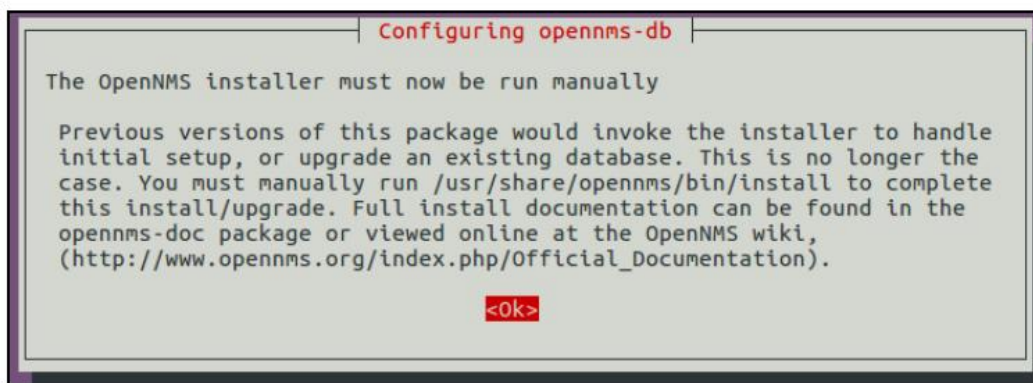 Configuring opennms-db
The OpenNMS installer must now be run manually
Previous versions of this package would invoke the installer to handle
initial setup, or upgrade an existing database. This is no longer the
case. You must manually run /usr/share/opennms/bin/install to complete
this install/upgrade. Full install documentation can be found in the
opennms-doc package or viewed online at the OpenNMS wiki,
(http://www.opennms.org/index.php/Official_Documentation).
<Ok>